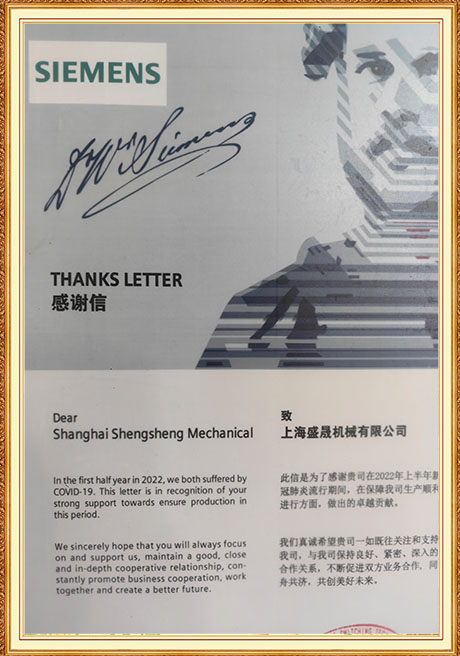 SIEMENS
THANKS LETTER
感谢信
Dear
Shanghai Shengsheng Mechanical
In the first half year in 2022, we both suffered by
COVID-19. This letter is in recognition of your
strong support towards ensure production in
this period.
We sincerely hope that you will always focus
on and support us, maintain a good, close
and in-depth cooperative relationship, con-
stantly promote business cooperation, work
together and create a better future.
致
上海盛晟机械有限公司
此信是为了感谢贵司在2022年上半年新
冠肺炎流行期间，在保障我司生产顺利
进行方面，做出的卓越贡献。
我们真诚希望贵司一如既往关注和支持
我司，与我司保持良好、紧密、深入的
合作关系，不断促进双方业务合作，同
舟共济，共创美好未来。